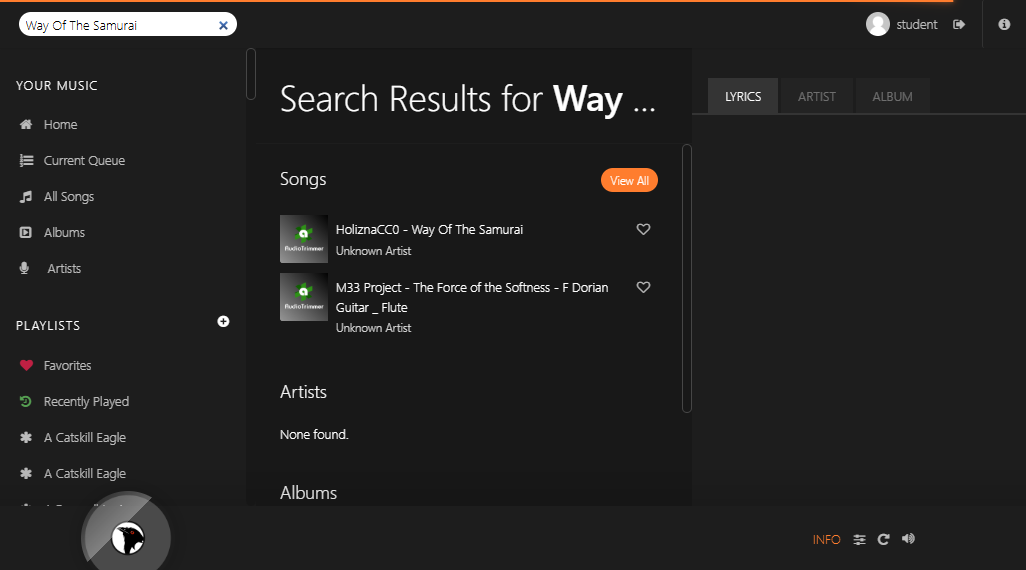 Way Of The Samurai
student
YOUR MUSIC
Home
Current Queue
All Songs
Albums
Artists
PLAYLISTS
Favorites
Recently Played
A Catskill Eagle
A Catskill Eagle
Search Results for Way ...
Songs
View All
HoliznaCC0 - Way Of The Samurai
Unknown Artist
M33 Project - The Force of the Softness - F Dorian
Guitar _ Flute
Unknown Artist
AudioTrimmer
AudioTrimmer
Artists
None found.
Albums
LYRICS
ARTIST
ALBUM
INFO